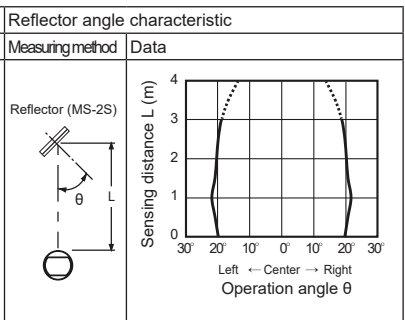 Reflector angle characteristic
Measuring method Data
Reflector (MS-2S)
θ
L
Sensing distance L (m)
4
3
2
1
0
30° 20° 10° 0° 10° 20° 30°
Left ← Center → Right
Operation angle θ